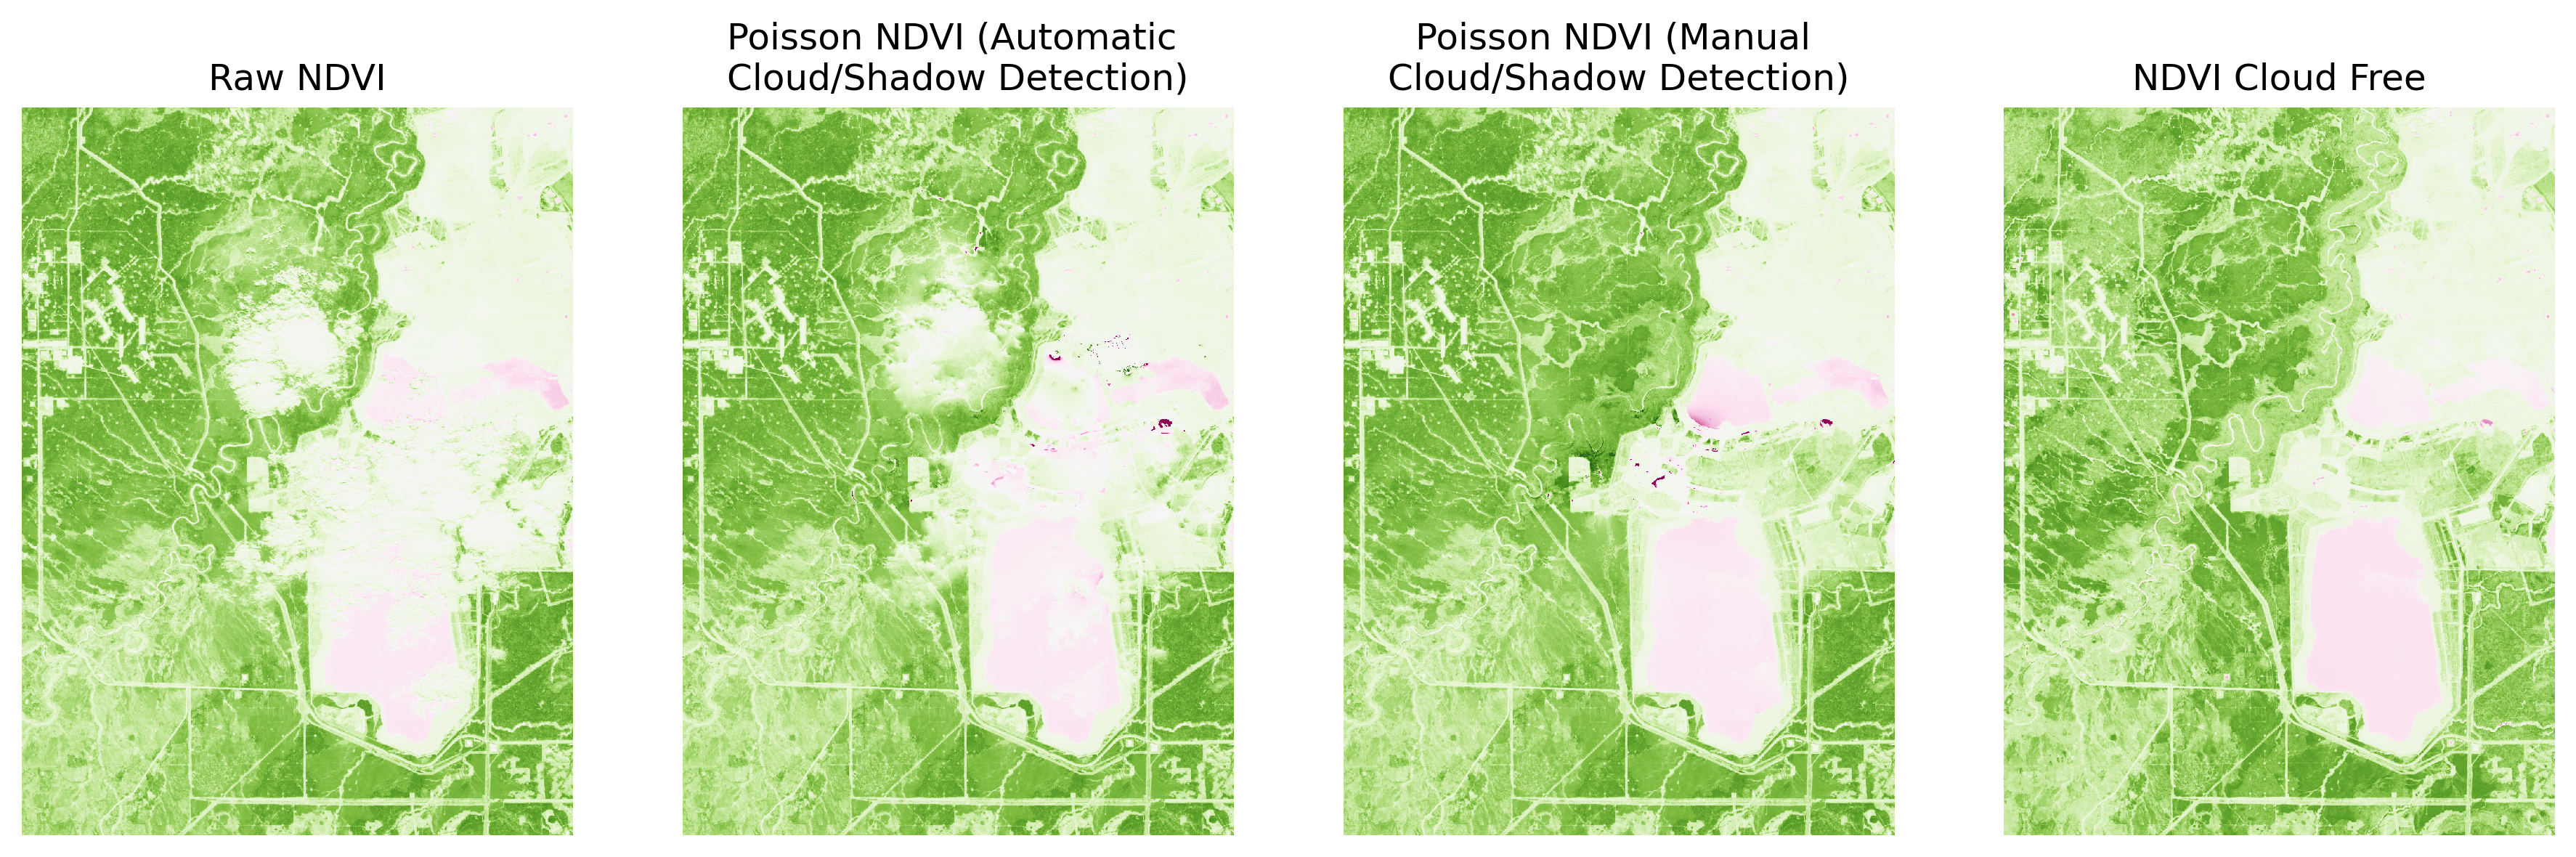 Raw NDVI
Poisson NDVI (Automatic
Cloud/Shadow Detection)
Poisson NDVI (Manual
Cloud/Shadow Detection)
NDVI Cloud Free